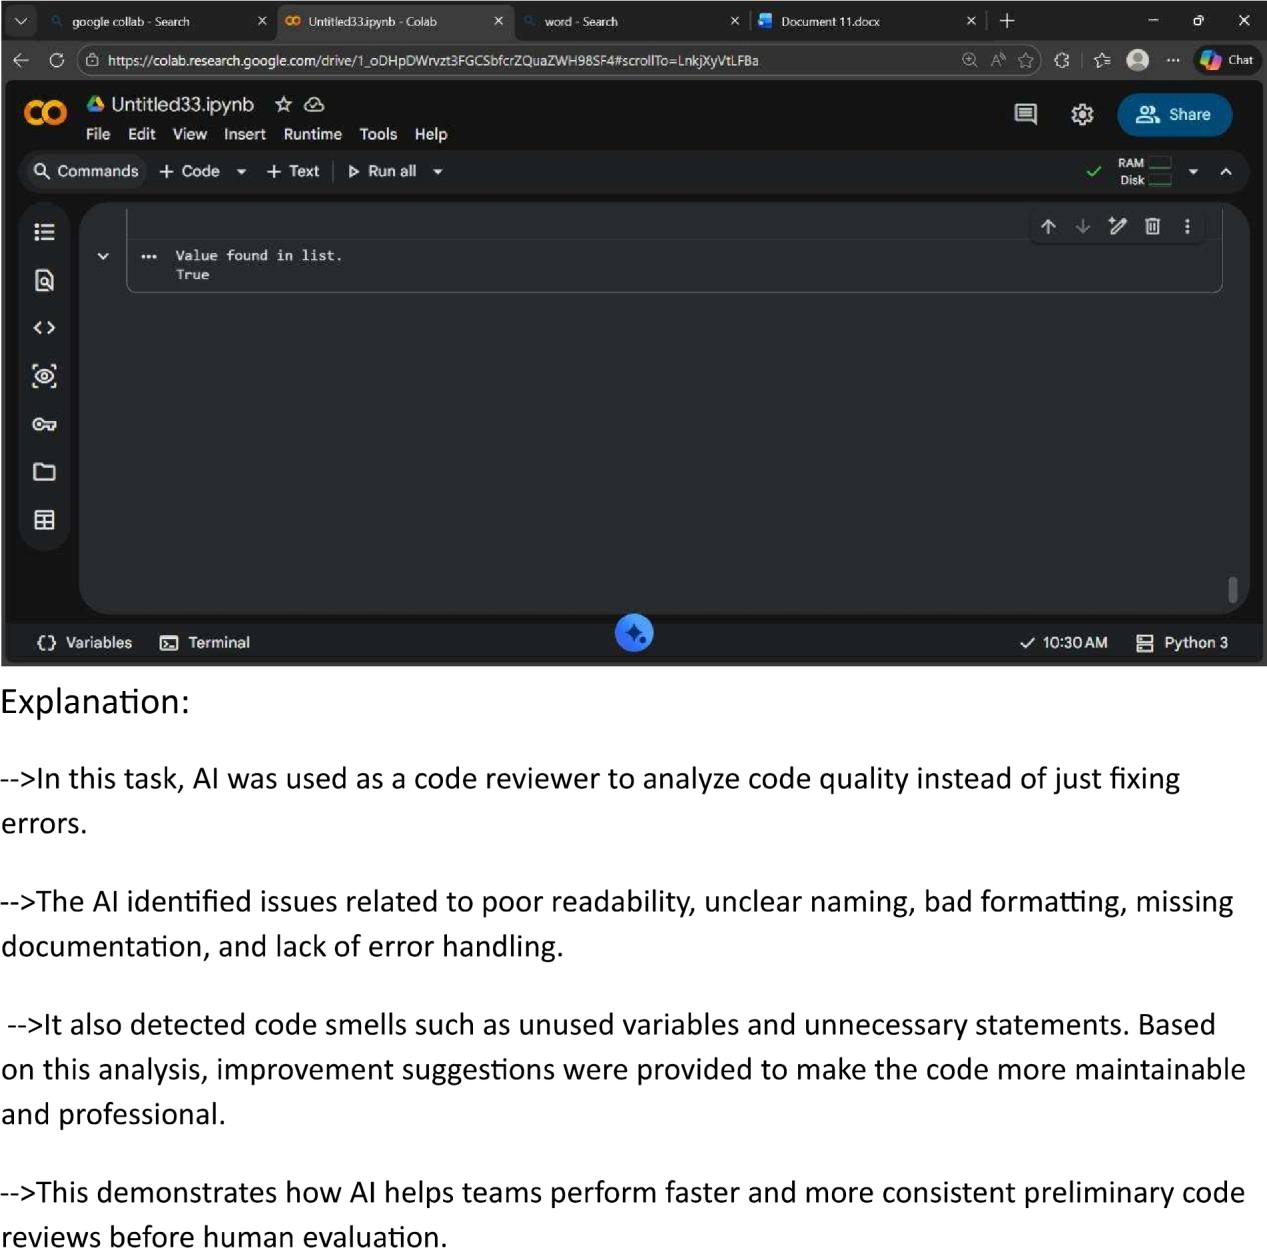 google collab - Search
Untitled33.ipynb - Colab
word - Search
Document 11.docx
https://colab.research.google.com/drive/1_oDHpDWrvzt3FGCSbfcrZQuaZWH98SF4#scrollTo=LnkjXyVtLFBa
Chat
Untitled33.ipynb
File Edit View Insert Runtime Tools Help
Share
Commands + Code + Text Run all
RAM
Disk
Value found in list.
True
Variables Terminal
10:30 AM Python 3
Explanation:
-->In this task, AI was used as a code reviewer to analyze code quality instead of just fixing
errors.
-->The AI identified issues related to poor readability, unclear naming, bad formatting, missing
documentation, and lack of error handling.
-->It also detected code smells such as unused variables and unnecessary statements. Based
on this analysis, improvement suggestions were provided to make the code more maintainable
and professional.
-->This demonstrates how AI helps teams perform faster and more consistent preliminary code
reviews before human evaluation.